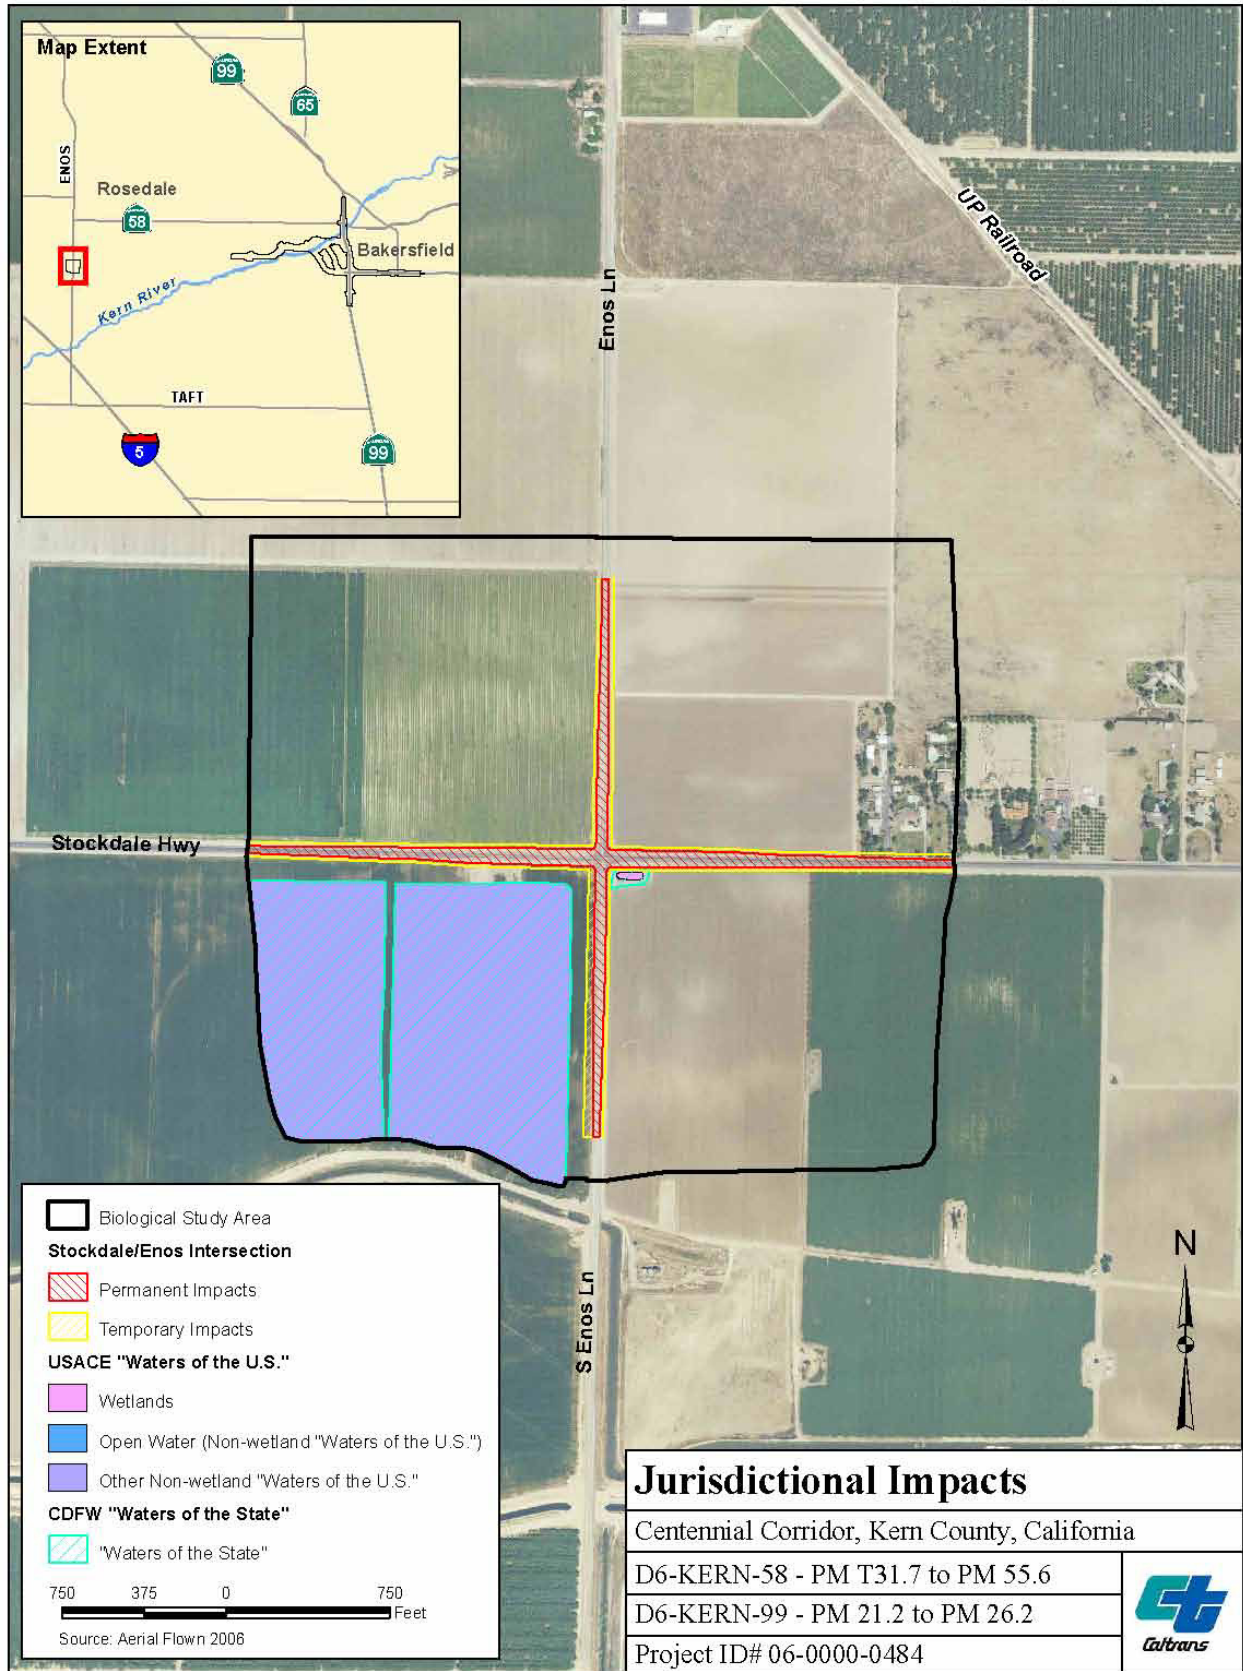 Map Extent
99
65
ENOS
Rosedale
58
Bakersfield
Kern River
TAFT
5
99
UP Railroad
Enos Ln
Stockdale Hwy
S Enos Ln
Biological Study Area
Stockdale/Enos Intersection
Permanent Impacts
Temporary Impacts
USACE "Waters of the U.S."
Wetlands
Open Water (Non-wetland "Waters of the U.S.")
Other Non-wetland "Waters of the U.S."
CDFW "Waters of the State"
"Waters of the State"
750 375 0 750
Feet
Source: Aerial Flown 2006
N
Jurisdictional Impacts
Centennial Corridor, Kern County, California
D6-KERN-58 - PM T31.7 to PM 55.6
D6-KERN-99 - PM 21.2 to PM 26.2
Project ID# 06-0000-0484
Caltrans